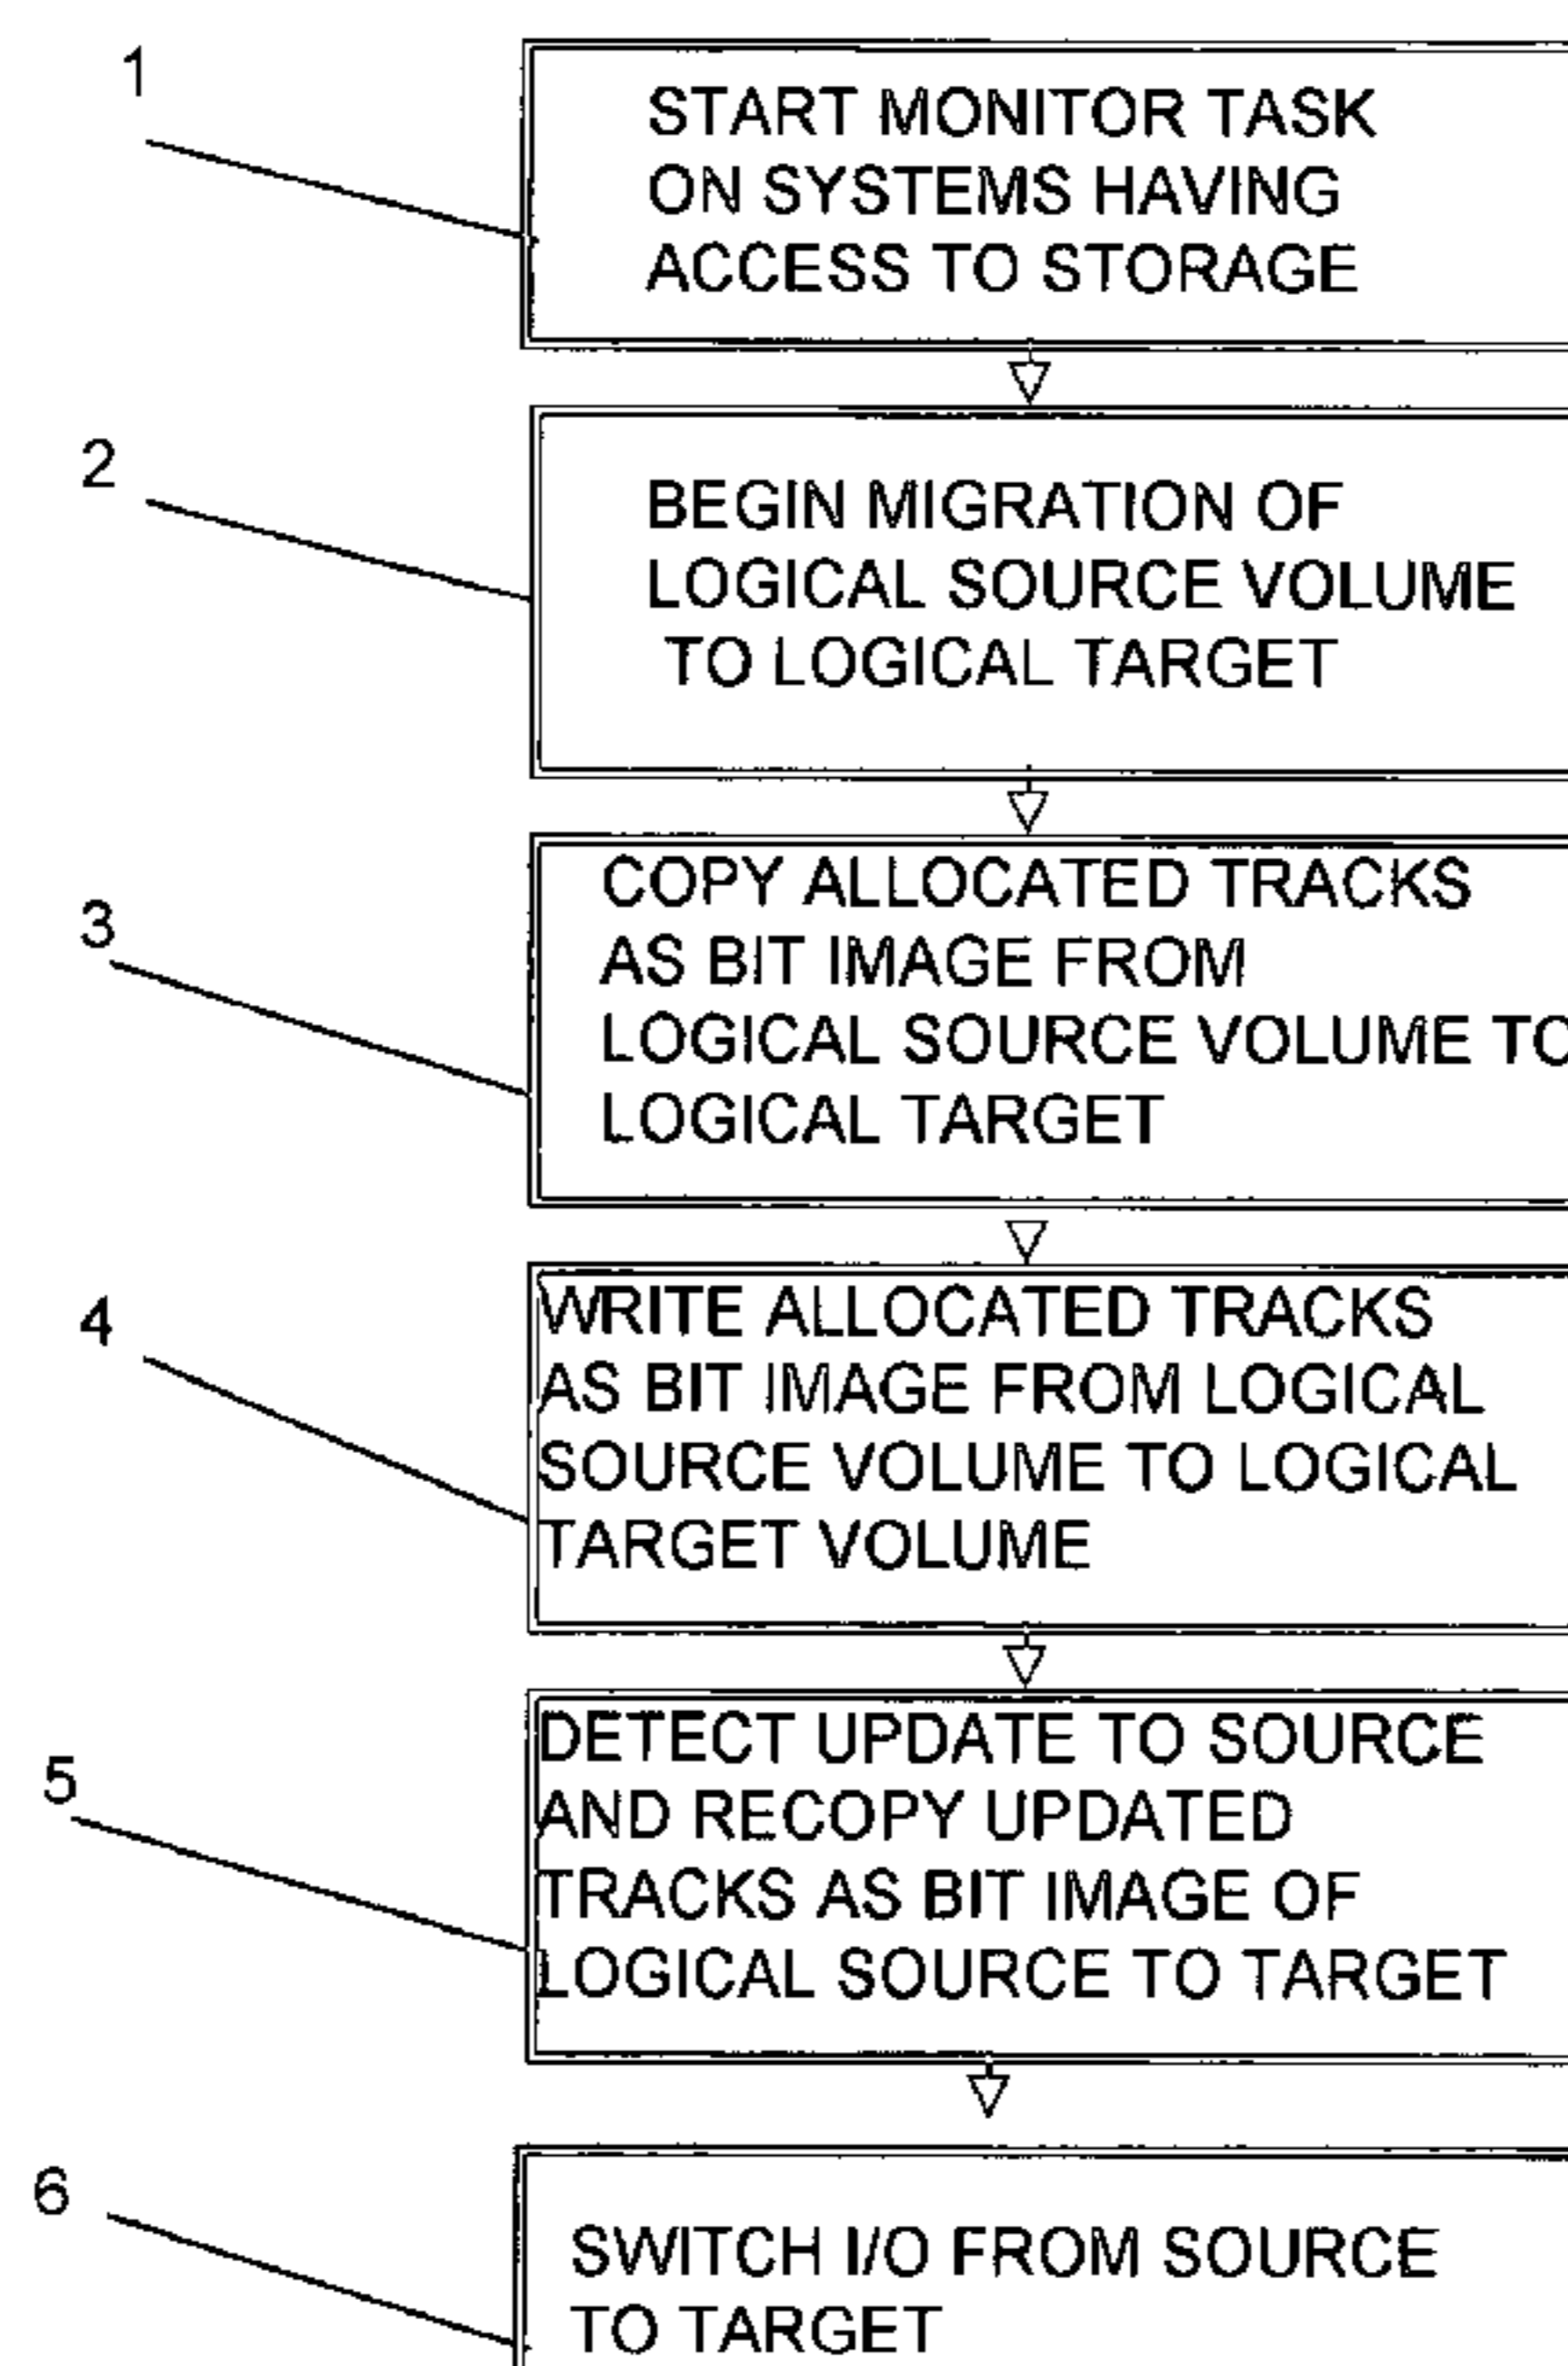 1
START MONITOR TASK
ON SYSTEMS HAVING
ACCESS TO STORAGE
2
BEGIN MIGRATION OF
LOGICAL SOURCE VOLUME
TO LOGICAL TARGET
3
COPY ALLOCATED TRACKS
AS BIT IMAGE FROM
LOGICAL SOURCE VOLUME TO
LOGICAL TARGET
4
WRITE ALLOCATED TRACKS
AS BIT IMAGE FROM LOGICAL
SOURCE VOLUME TO LOGICAL
TARGET VOLUME
5
DETECT UPDATE TO SOURCE
AND RECOPY UPDATED
TRACKS AS BIT IMAGE OF
LOGICAL SOURCE TO TARGET
6
SWITCH I/O FROM SOURCE
TO TARGET